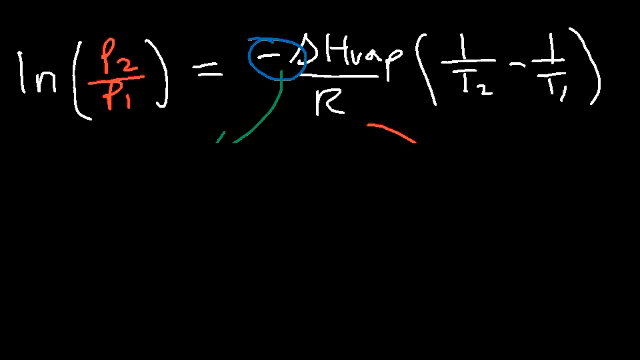 ln(P₂/P₁) = -ΔHvap/R (1/T₂ - 1/T₁)